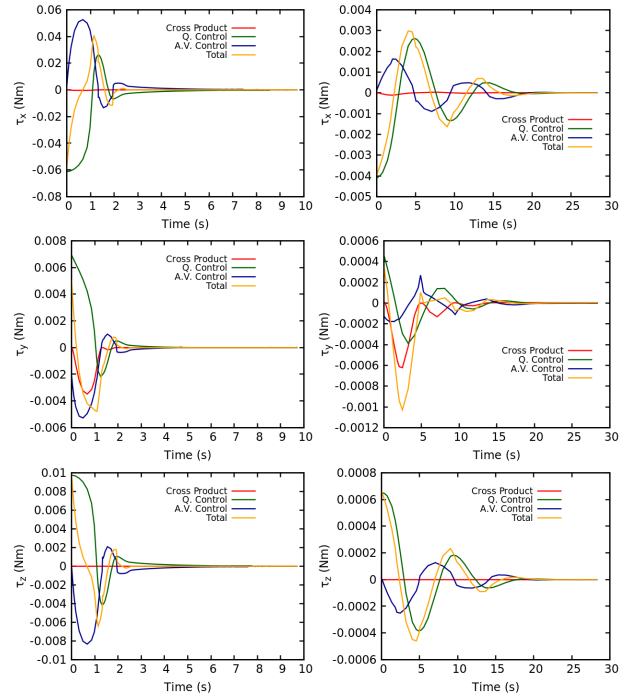 0.06
0.04
0.02
0
-0.02
-0.04
-0.06
-0.08
τx (Nm)
Cross Product
Q. Control
A.V. Control
Total
0 1 2 3 4 5 6 7 8 9 10
Time (s)
0.004
0.003
0.002
0.001
0
-0.001
-0.002
-0.003
-0.004
-0.005
τx (Nm)
Cross Product
Q. Control
A.V. Control
Total
0 5 10 15 20 25 30
Time (s)
0.008
0.006
0.004
0.002
0
-0.002
-0.004
-0.006
τy (Nm)
Cross Product
Q. Control
A.V. Control
Total
0 1 2 3 4 5 6 7 8 9 10
Time (s)
0.0006
0.0004
0.0002
0
-0.0002
-0.0004
-0.0006
-0.0008
-0.001
-0.0012
τy (Nm)
Cross Product
Q. Control
A.V. Control
Total
0 5 10 15 20 25 30
Time (s)
0.01
0.008
0.006
0.004
0.002
0
-0.002
-0.004
-0.006
-0.008
-0.01
τz (Nm)
Cross Product
Q. Control
A.V. Control
Total
0 1 2 3 4 5 6 7 8 9 10
Time (s)
0.0008
0.0006
0.0004
0.0002
0
-0.0002
-0.0004
-0.0006
τz (Nm)
Cross Product
Q. Control
A.V. Control
Total
0 5 10 15 20 25 30
Time (s)